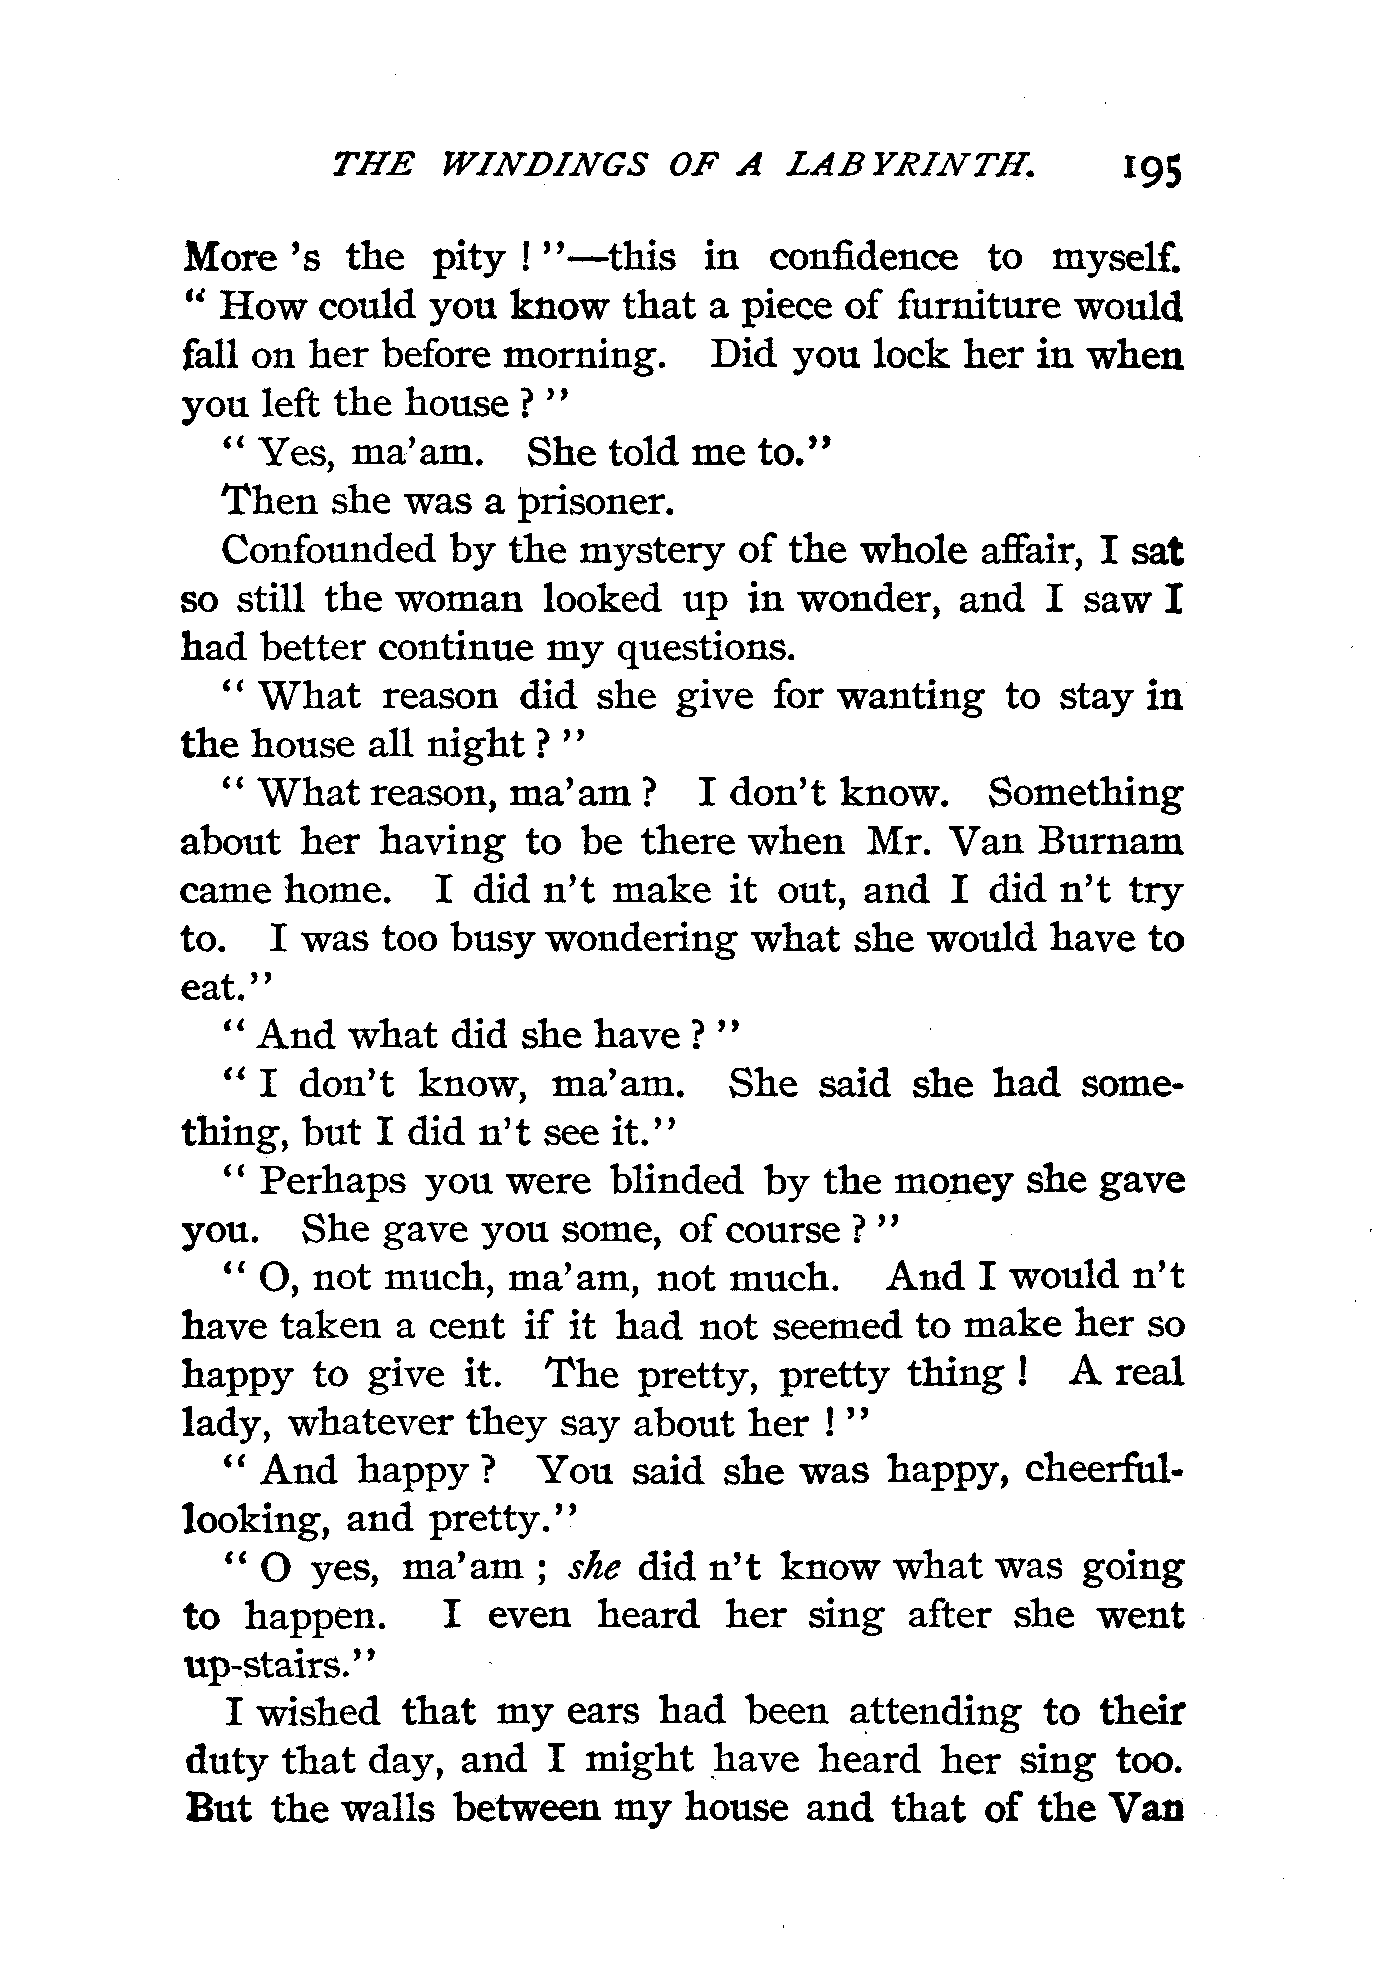 THE WINDINGS OF A LABYRINTH. 195
More 's the pity ! "—this in confidence to myself.
" How could you know that a piece of furniture would
fall on her before morning. Did you lock her in when
you left the house ? "
" Yes, ma'am. She told me to."
Then she was a prisoner.
Confounded by the mystery of the whole affair, I sat
so still the woman looked up in wonder, and I saw I
had better continue my questions.
" What reason did she give for wanting to stay in
the house all night ? "
" What reason, ma'am ? I don't know. Something
about her having to be there when Mr. Van Burnam
came home. I did n't make it out, and I did n't try
to. I was too busy wondering what she would have to
eat."
" And what did she have ? "
" I don't know, ma'am. She said she had some-
thing, but I did n't see it."
" Perhaps you were blinded by the money she gave
you. She gave you some, of course ? "
" O, not much, ma'am, not much. And I would n't
have taken a cent if it had not seemed to make her so
happy to give it. The pretty, pretty thing ! A real
lady, whatever they say about her ! "
" And happy ? You said she was happy, cheerful-
looking, and pretty."
" O yes, ma'am ; she did n't know what was going
to happen. I even heard her sing after she went
up-stairs."
I wished that my ears had been attending to their
duty that day, and I might have heard her sing too.
But the walls between my house and that of the Van